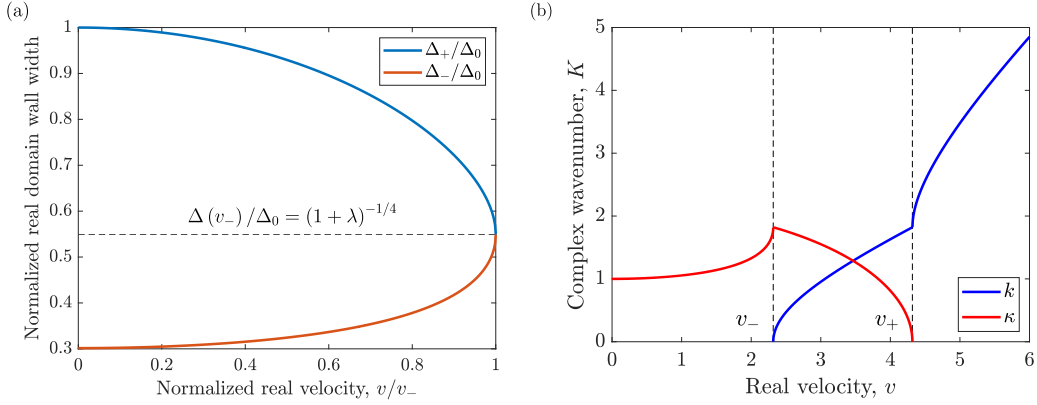 (a)
Normalized real domain wall width
1
0.9
0.8
0.7
0.6
0.5
0.4
0.3
Δ₊/Δ₀
Δ₋/Δ₀
Δ (v₋) /Δ₀ = (1 + λ)^{-1/4}
0 0.2 0.4 0.6 0.8 1
Normalized real velocity, v/v₋
(b)
Complex wavenumber, K
5
4
3
2
1
0
v₋
v₊
k
κ
0 1 2 3 4 5 6
Real velocity, v